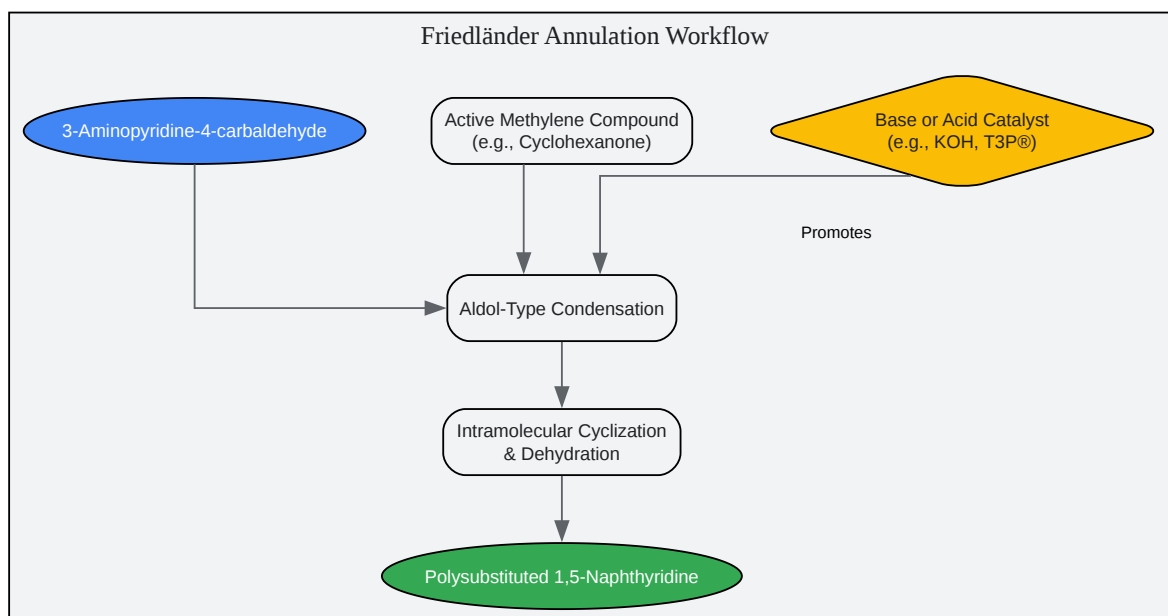 Friedländer Annulation Workflow
3-Aminopyridine-4-carbaldehyde
Active Methylene Compound
(e.g., Cyclohexanone)
Base or Acid Catalyst
(e.g., KOH, T3P®)
Promotes
Aldol-Type Condensation
Intramolecular Cyclization
& Dehydration
Polysubstituted 1,5-Naphthyridine